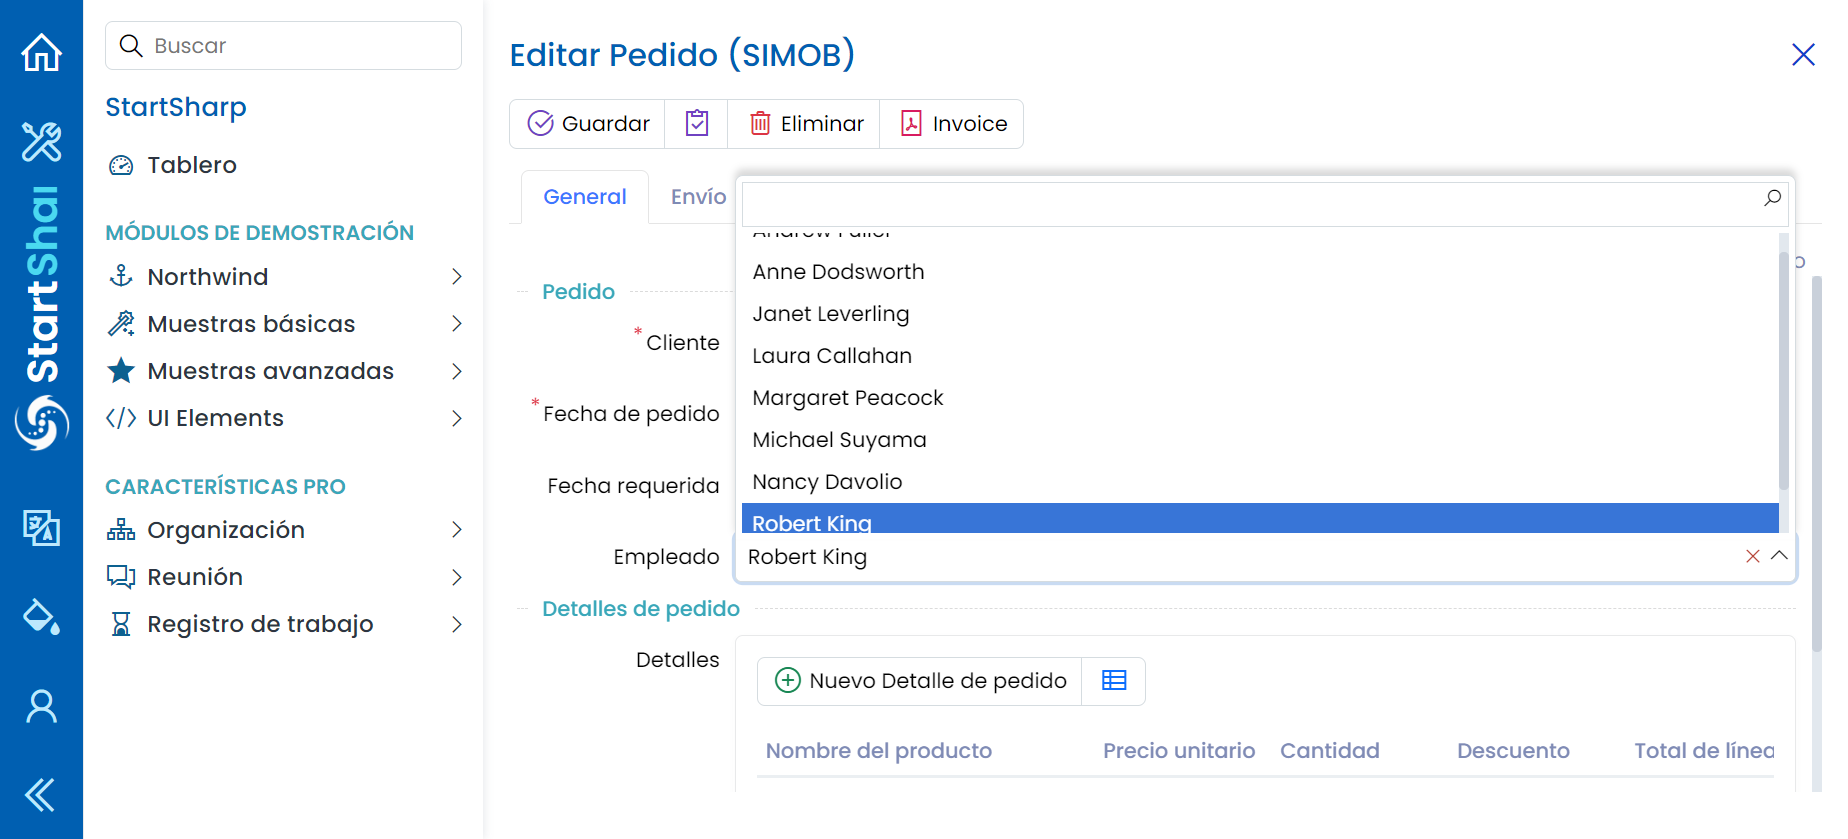 StartShar
Buscar
StartSharp
Tablero
MÓDULOS DE DEMOSTRACIÓN
Northwind
Muestras básicas
Muestras avanzadas
UI Elements
CARACTERÍSTICAS PRO
Organización
Reunión
Registro de trabajo
Editar Pedido (SIMOB)
Guardar
Eliminar
Invoice
General
Envío
Pedido
* Cliente
* Fecha de pedido
Fecha requerida
Empleado
Andrew Fuller
Anne Dodsworth
Janet Leverling
Laura Callahan
Margaret Peacock
Michael Suyama
Nancy Davolio
Robert King
Robert King
Detalles de pedido
Detalles
Nuevo Detalle de pedido
Nombre del producto Precio unitario Cantidad Descuento Total de línea